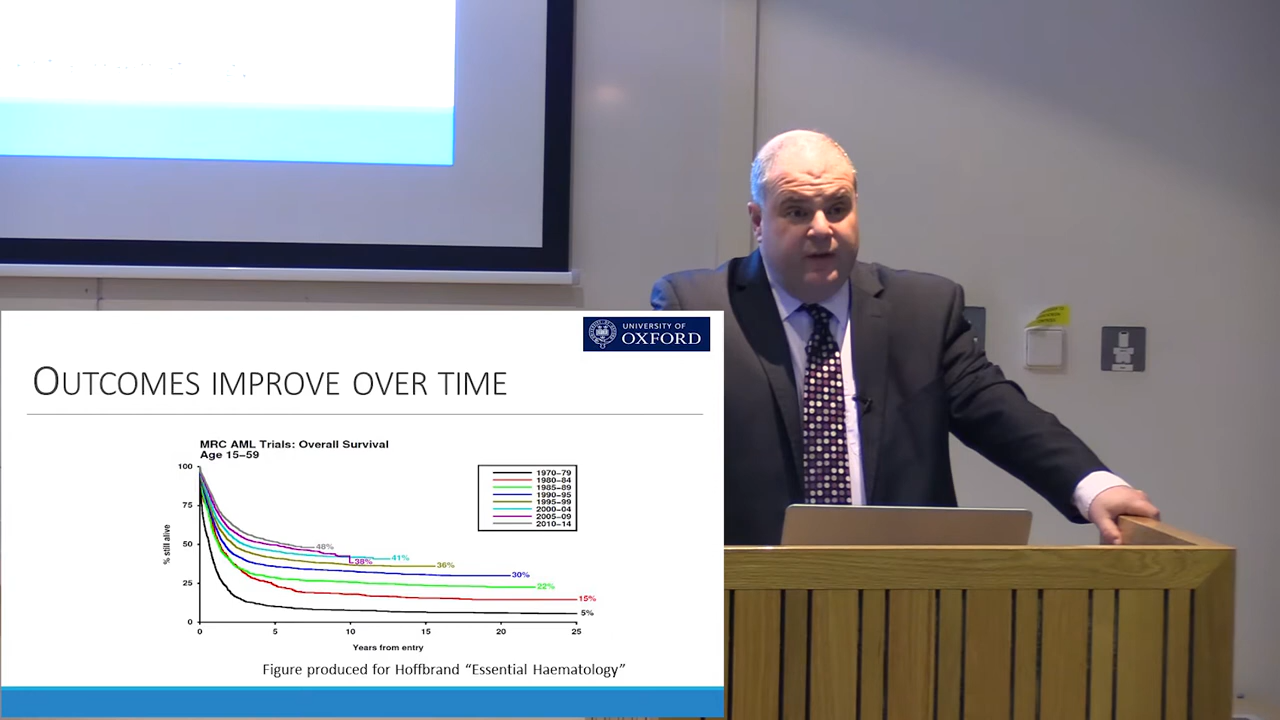 UNIVERSITY OF
OXFORD
OUTCOMES IMPROVE OVER TIME
MRC AML Trials: Overall Survival
Age 15–59
100
75
50
25
0
% still alive
1970–79
1980–84
1985–89
1990–95
1995–99
2000–04
2005–09
2010–14
48%
38%
41%
36%
30%
22%
15%
5%
0 5 10 15 20 25
Years from entry
Figure produced for Hoffbrand “Essential Haematology”